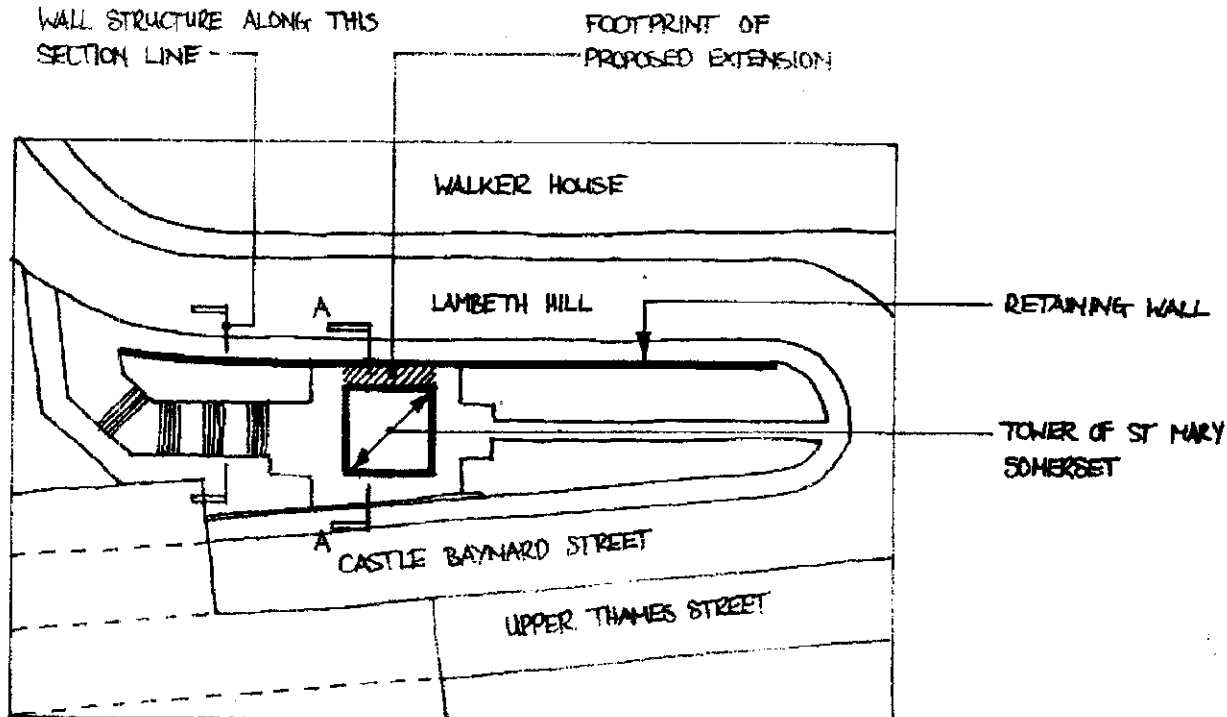 WALL STRUCTURE ALONG THIS
SECTION LINE
FOOTPRINT OF
PROPOSED EXTENSION
WALKER HOUSE
A
LAMBETH HILL
RETAINING WALL
TOWER OF ST MARY
SOMERSET
A
CASTLE BAYNARD STREET
UPPER THAMES STREET